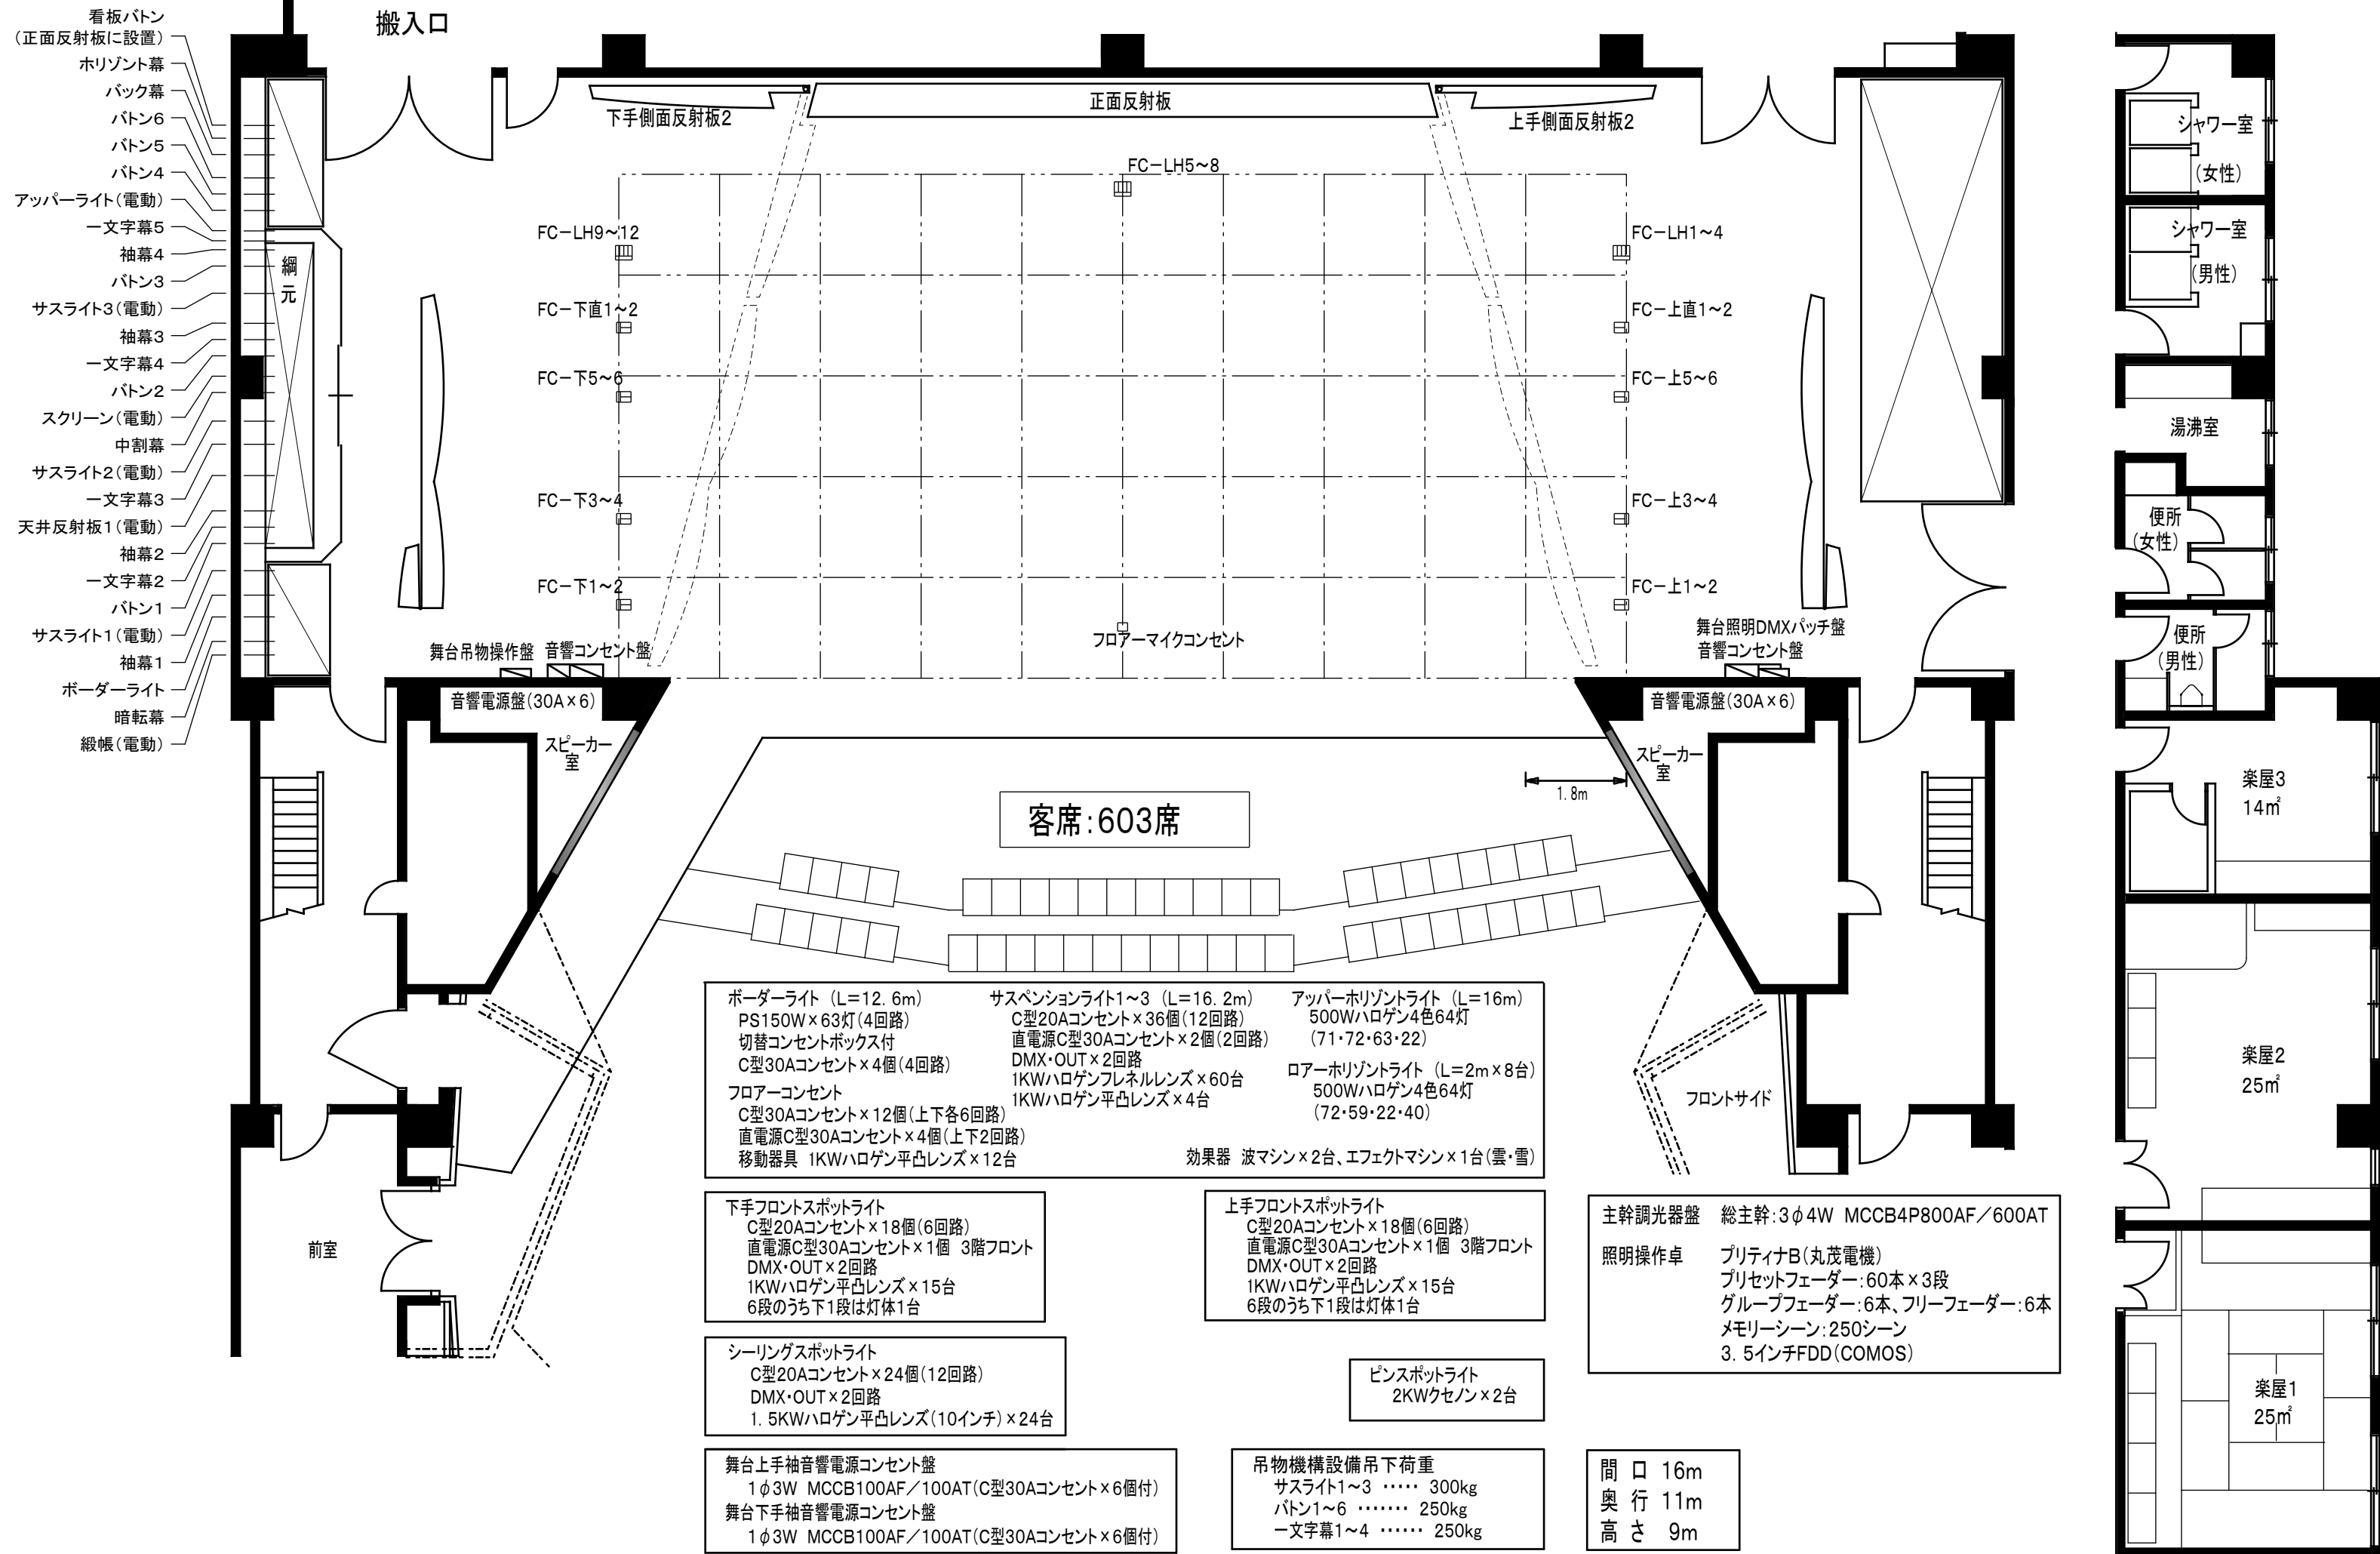 搬入口
看板バトン
(正面反射板に設置)
ホリゾント幕
バック幕
バトン6
バトン5
バトン4
アッパーライト(電動)
一文字幕5
袖幕4
バトン3
サスライト3(電動)
袖幕3
一文字幕4
バトン2
スクリーン(電動)
中割幕
サスライト2(電動)
一文字幕3
天井反射板1(電動)
袖幕2
一文字幕2
バトン1
サスライト1(電動)
袖幕1
ボーダーライト
暗転幕
緞帳(電動)
綱元
下手側面反射板2
正面反射板
上手側面反射板2
FC-LH5~8
FC-LH9~12
FC-LH1~4
FC-下直1~2
FC-上直1~2
FC-下5~6
FC-上5~6
FC-下3~4
FC-上3~4
FC-下1~2
FC-上1~2
フロアーマイクコンセント
舞台吊物操作盤
音響コンセント盤
舞台照明DMXパッチ盤
音響コンセント盤
音響電源盤(30A×6)
音響電源盤(30A×6)
スピーカー
室
スピーカー
室
1.8m
客席:603席
シャワー室
(女性)
シャワー室
(男性)
湯沸室
便所
(女性)
便所
(男性)
楽屋3
14㎡
楽屋2
25㎡
楽屋1
25㎡
フロントサイド
前室
ボーダーライト (L=12.6m)
PS150W×63灯(4回路)
切替コンセントボックス付
C型30Aコンセント×4個(4回路)
フロアーコンセント
C型30Aコンセント×12個(上下各6回路)
直電源C型30Aコンセント×4個(上下2回路)
移動器具 1KWハロゲン平凸レンズ×12台
サスペンションライト1~3 (L=16.2m)
C型20Aコンセント×36個(12回路)
直電源C型30Aコンセント×2個(2回路)
DMX・OUT×2回路
1KWハロゲンフレネルレンズ×60台
1KWハロゲン平凸レンズ×4台
アッパーホリゾントライト (L=16m)
500Wハロゲン4色64灯
(71・72・63・22)
ロアーホリゾントライト (L=2m×8台)
500Wハロゲン4色64灯
(72・59・22・40)
効果器 波マシン×2台、エフェクトマシン×1台(雲・雪)
下手フロントスポットライト
C型20Aコンセント×18個(6回路)
直電源C型30Aコンセント×1個 3階フロント
DMX・OUT×2回路
1KWハロゲン平凸レンズ×15台
6段のうち下1段は灯体1台
上手フロントスポットライト
C型20Aコンセント×18個(6回路)
直電源C型30Aコンセント×1個 3階フロント
DMX・OUT×2回路
1KWハロゲン平凸レンズ×15台
6段のうち下1段は灯体1台
主幹調光器盤 総主幹:3φ4W MCCB4P800AF/600AT
照明操作卓 プリティナB(丸茂電機)
プリセットフェーダー:60本×3段
グループフェーダー:6本、フリーフェーダー:6本
メモリーシーン:250シーン
3.5インチFDD(COMOS)
シーリングスポットライト
C型20Aコンセント×24個(12回路)
DMX・OUT×2回路
1.5KWハロゲン平凸レンズ(10インチ)×24台
ピンスポットライト
2KWクセノン×2台
舞台上手袖音響電源コンセント盤
1φ3W MCCB100AF/100AT(C型30Aコンセント×6個付)
舞台下手袖音響電源コンセント盤
1φ3W MCCB100AF/100AT(C型30Aコンセント×6個付)
吊物機構設備吊下荷重
サスライト1~3 ‥‥‥ 300kg
バトン1~6 ‥‥‥‥ 250kg
一文字幕1~4 ‥‥‥ 250kg
間口 16m
奥行 11m
高さ 9m